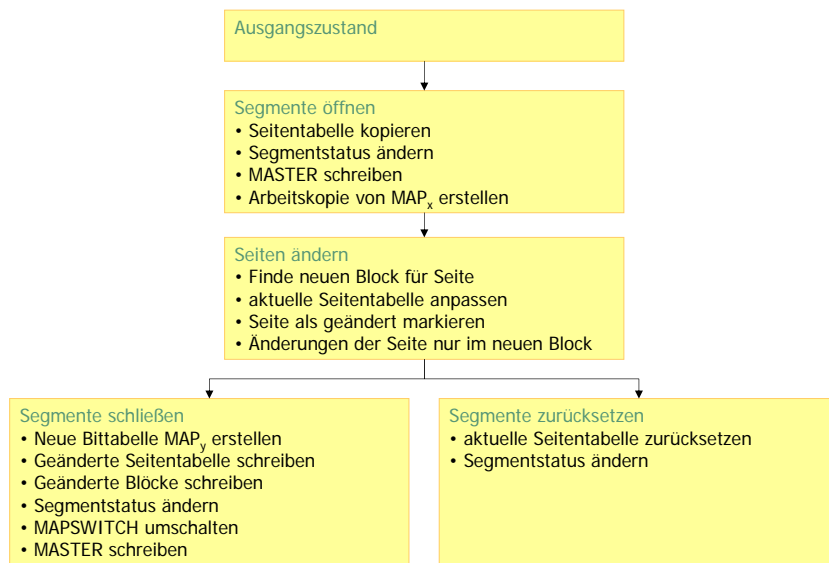 Ausgangszustand
Segmente öffnen
• Seitentabelle kopieren
• Segmentstatus ändern
• MASTER schreiben
• Arbeitskopie von MAPx erstellen
Seiten ändern
• Finde neuen Block für Seite
• aktuelle Seitentabelle anpassen
• Seite als geändert markieren
• Änderungen der Seite nur im neuen Block
Segmente schließen
• Neue Bittabelle MAPy erstellen
• Geänderte Seitentabelle schreiben
• Geänderte Blöcke schreiben
• Segmentstatus ändern
• MAPSWITCH umschalten
• MASTER schreiben
Segmente zurücksetzen
• aktuelle Seitentabelle zurücksetzen
• Segmentstatus ändern